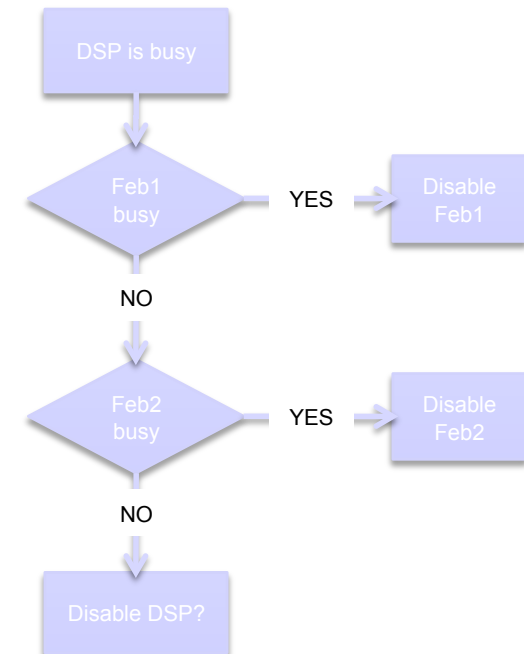 DSP is busy
Feb1
busy
YES
Disable
Feb1
NO
Feb2
busy
YES
Disable
Feb2
NO
Disable DSP?